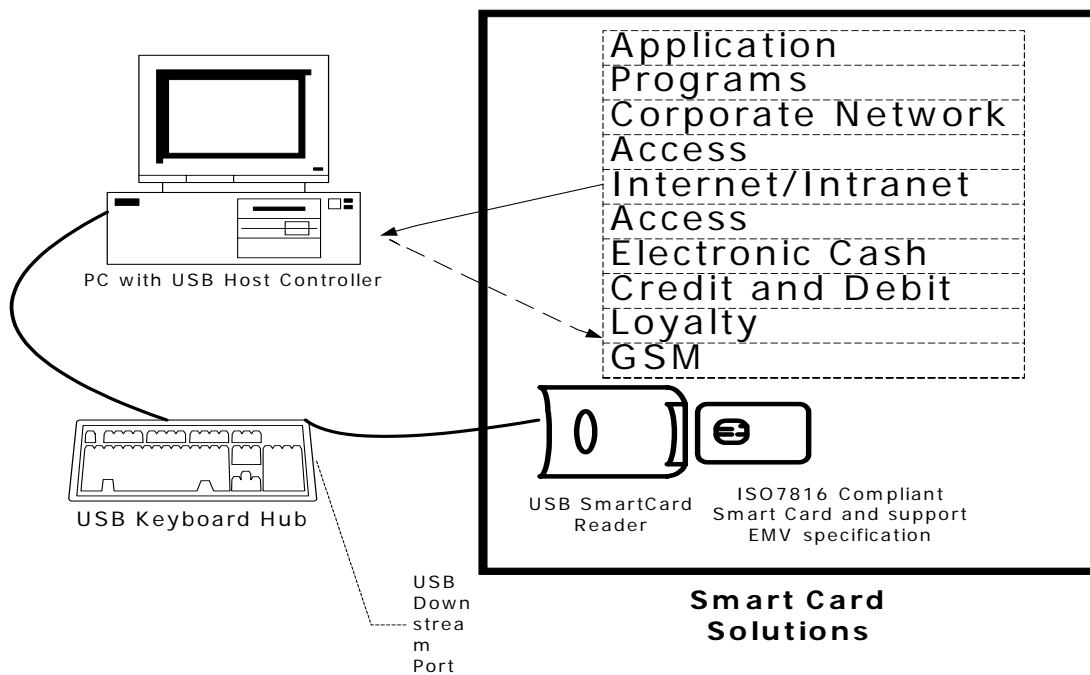 Application
Programs
Corporate Network
Access
Internet/Intranet
Access
Electronic Cash
Credit and Debit
Loyalty
GSM
PC with USB Host Controller
USB Keyboard Hub
USB SmartCard
Reader
ISO7816 Compliant
Smart Card and support
EMV specification
USB
Down
strea
m
Port
Smart Card
Solutions